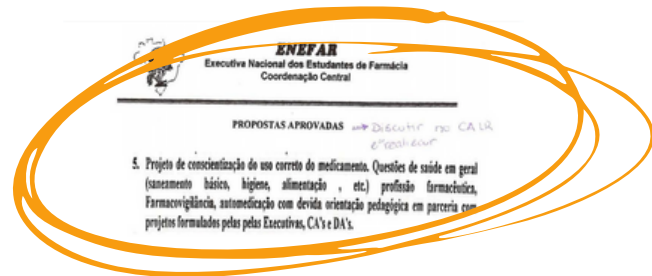 ENEFAR
Executiva Nacional dos Estudantes de Farmácia
Coordenação Central
PROPOSTAS APROVADAS → Discutir no CALR
e realizar
5. Projeto de conscientização do uso correto do medicamento. Questões de saúde em geral
(saneamento básico, higiene, alimentação , etc.) profissão farmacêutica,
Farmacovigilância, automedicação com devida orientação pedagógica em parceria com
projetos formulados pelas pelas Executivas, CA's e DA's.